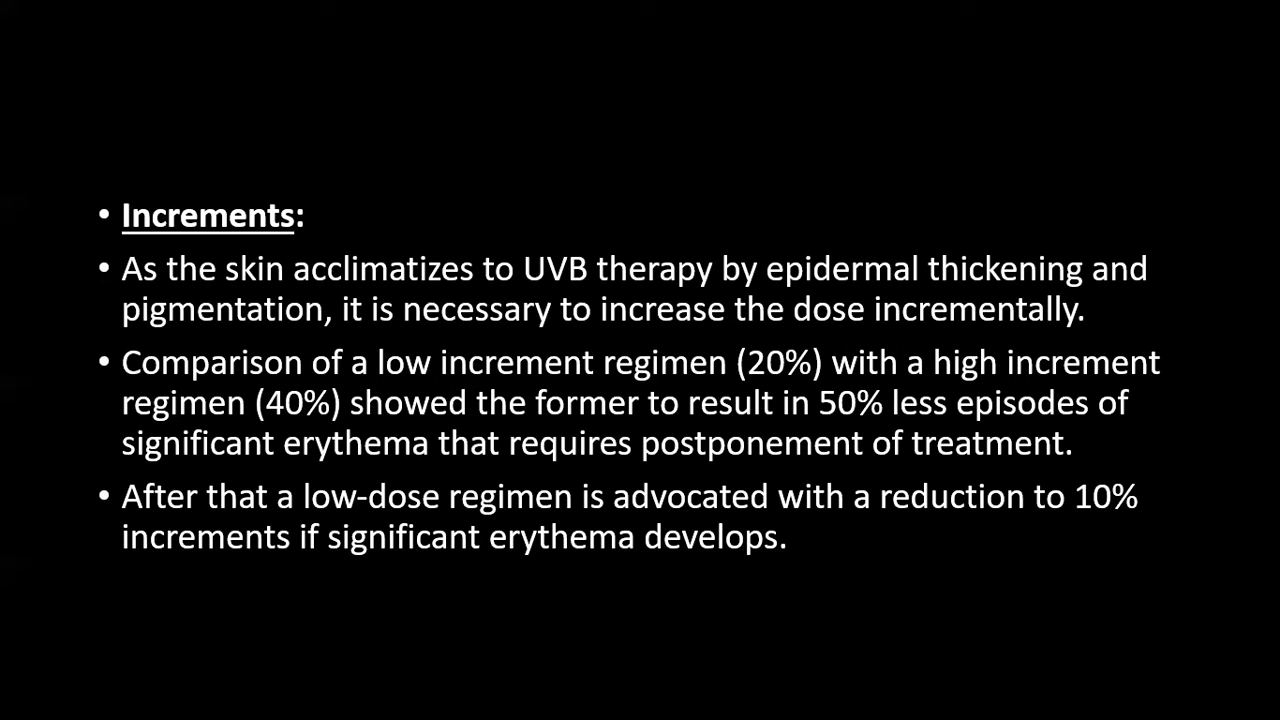 • Increments:
• As the skin acclimatizes to UVB therapy by epidermal thickening and
pigmentation, it is necessary to increase the dose incrementally.
• Comparison of a low increment regimen (20%) with a high increment
regimen (40%) showed the former to result in 50% less episodes of
significant erythema that requires postponement of treatment.
• After that a low-dose regimen is advocated with a reduction to 10%
increments if significant erythema develops.